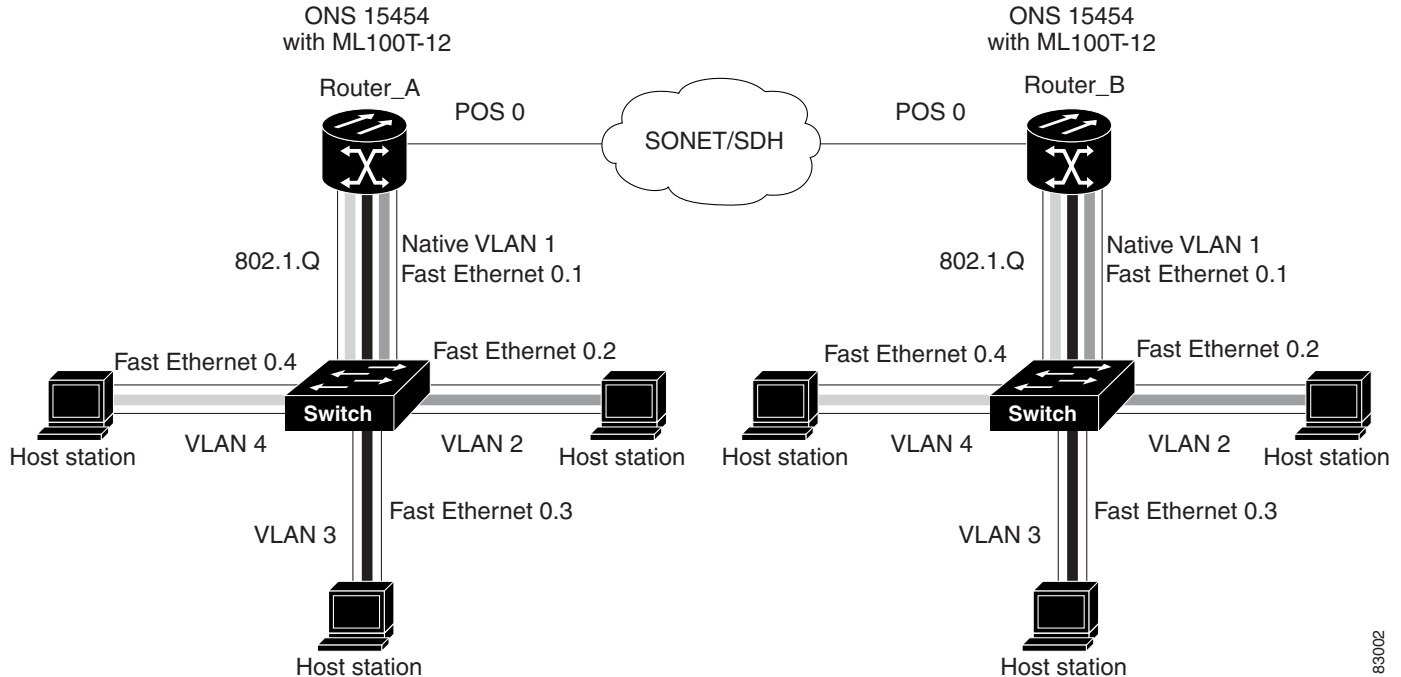 ONS 15454
with ML100T-12
Router_A
POS 0
SONET/SDH
POS 0
ONS 15454
with ML100T-12
Router_B
802.1.Q
Native VLAN 1
Fast Ethernet 0.1
802.1.Q
Native VLAN 1
Fast Ethernet 0.1
Fast Ethernet 0.4
Fast Ethernet 0.2
Switch
Host station
VLAN 4
VLAN 2
Host station
Fast Ethernet 0.3
VLAN 3
Host station
Fast Ethernet 0.4
Fast Ethernet 0.2
Switch
Host station
VLAN 4
VLAN 2
Host station
Fast Ethernet 0.3
VLAN 3
Host station
83002